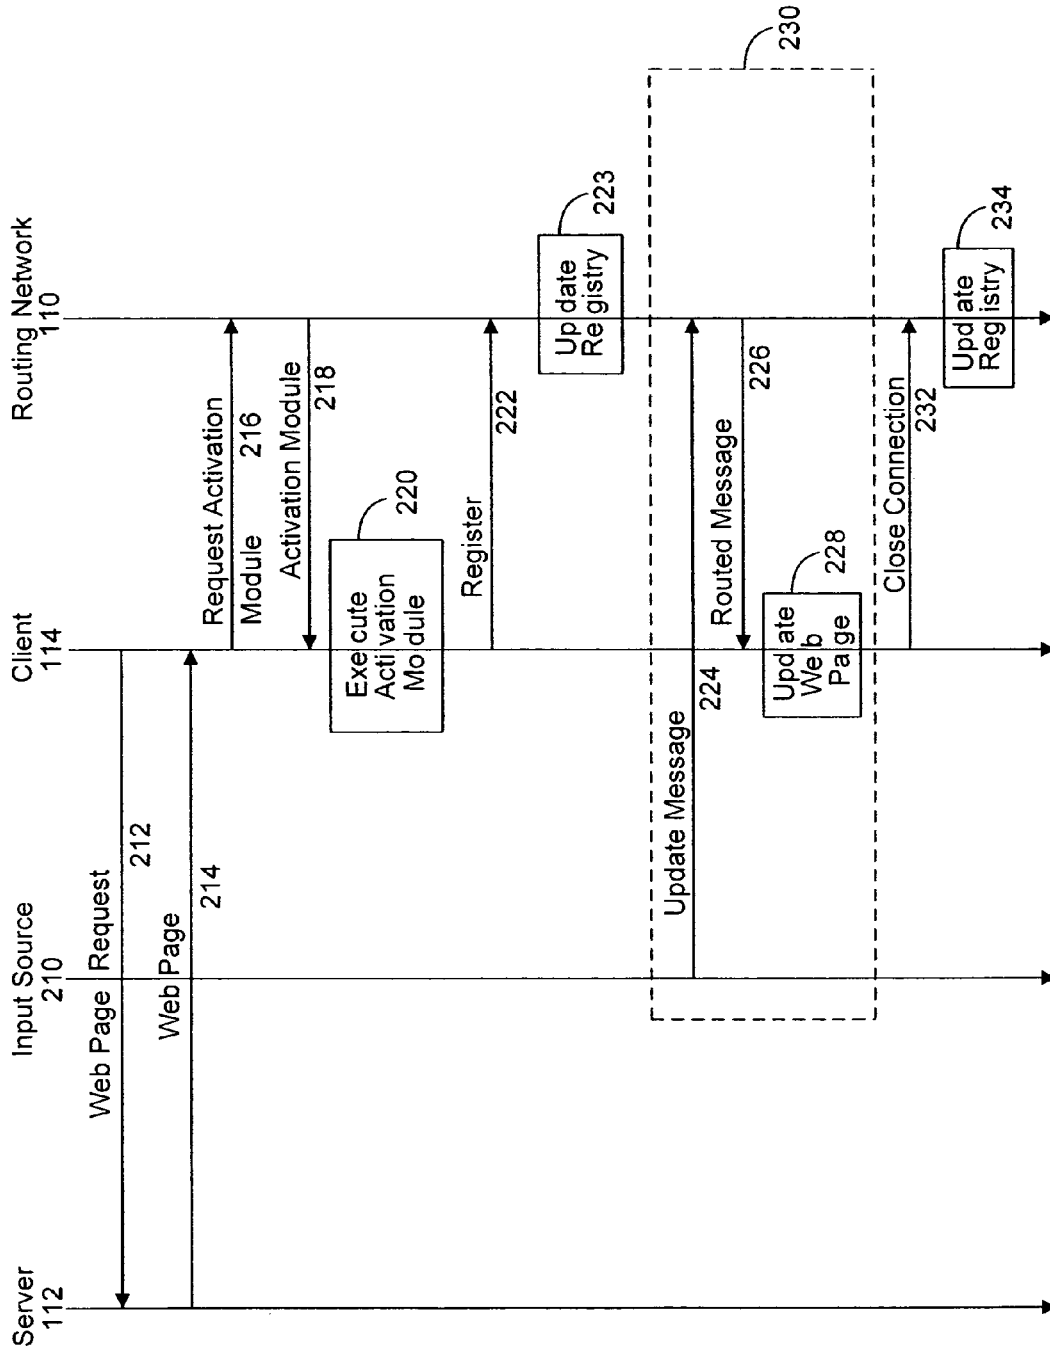 Server
112
Input Source
210
Client
114
Routing Network
110
Web Page Request
212
Web Page
214
Request Activation
Module 216
Activation Module
218
Execute
Activation
Module
220
Register
222
Update
Registry
223
Update Message
224
Routed Message
226
Update
Web
Page
228
230
Close Connection
232
Update
Registry
234